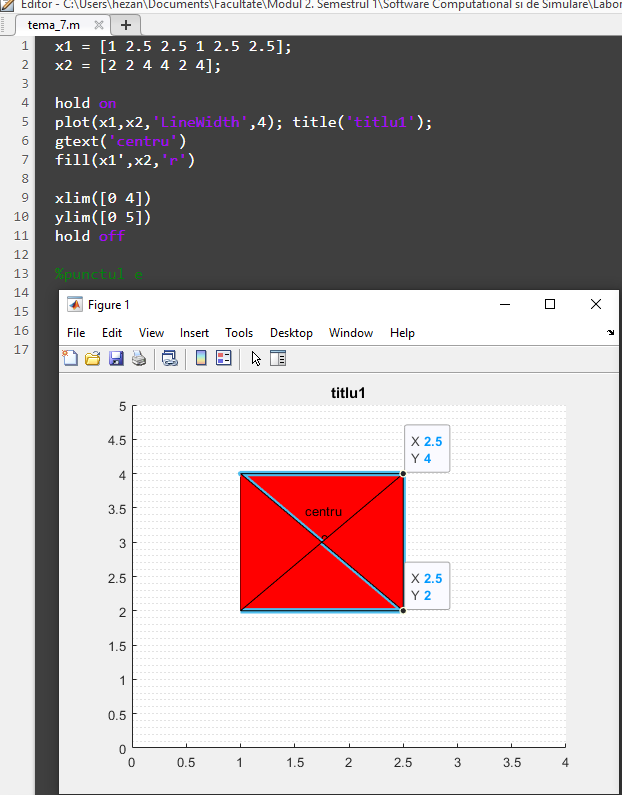 Editor - C:\Users\hezan\Documents\Facultate\Modul 2. Semestrul 1\Software Computational si de Simulare\Labor
tema_7.m
1 x1 = [1 2.5 2.5 1 2.5 2.5];
2 x2 = [2 2 4 4 2 4];
3
4 hold on
5 plot(x1,x2,'LineWidth',4); title('titlu1');
6 gtext('centru')
7 fill(x1',x2,'r')
8
9 xlim([0 4])
10 ylim([0 5])
11 hold off
12
13 %punctul e
14
15
16
17
Figure 1
File Edit View Insert Tools Desktop Window Help
titlu1
5
4.5
4
3.5
3
2.5
2
1.5
1
0.5
0
X 2.5
Y 4
centru
X 2.5
Y 2
0 0.5 1 1.5 2 2.5 3 3.5 4